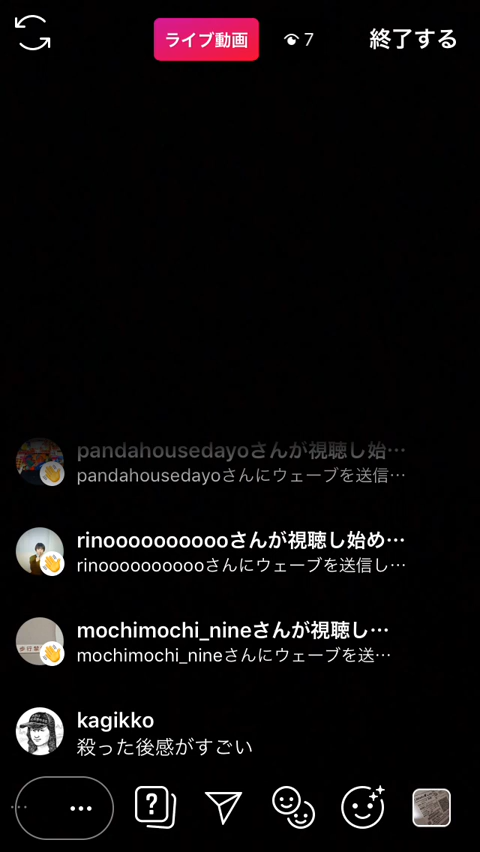 ライブ動画 7 終了する
pandahousedayoさんが視聴し始…
pandahousedayoさんにウェーブを送信…
rinoooooooooooさんが視聴し始め…
rinoooooooooooさんにウェーブを送信し…
mochimochi_nineさんが視聴し…
mochimochi_nineさんにウェーブを送…
kagikko
殺った後感がすごい